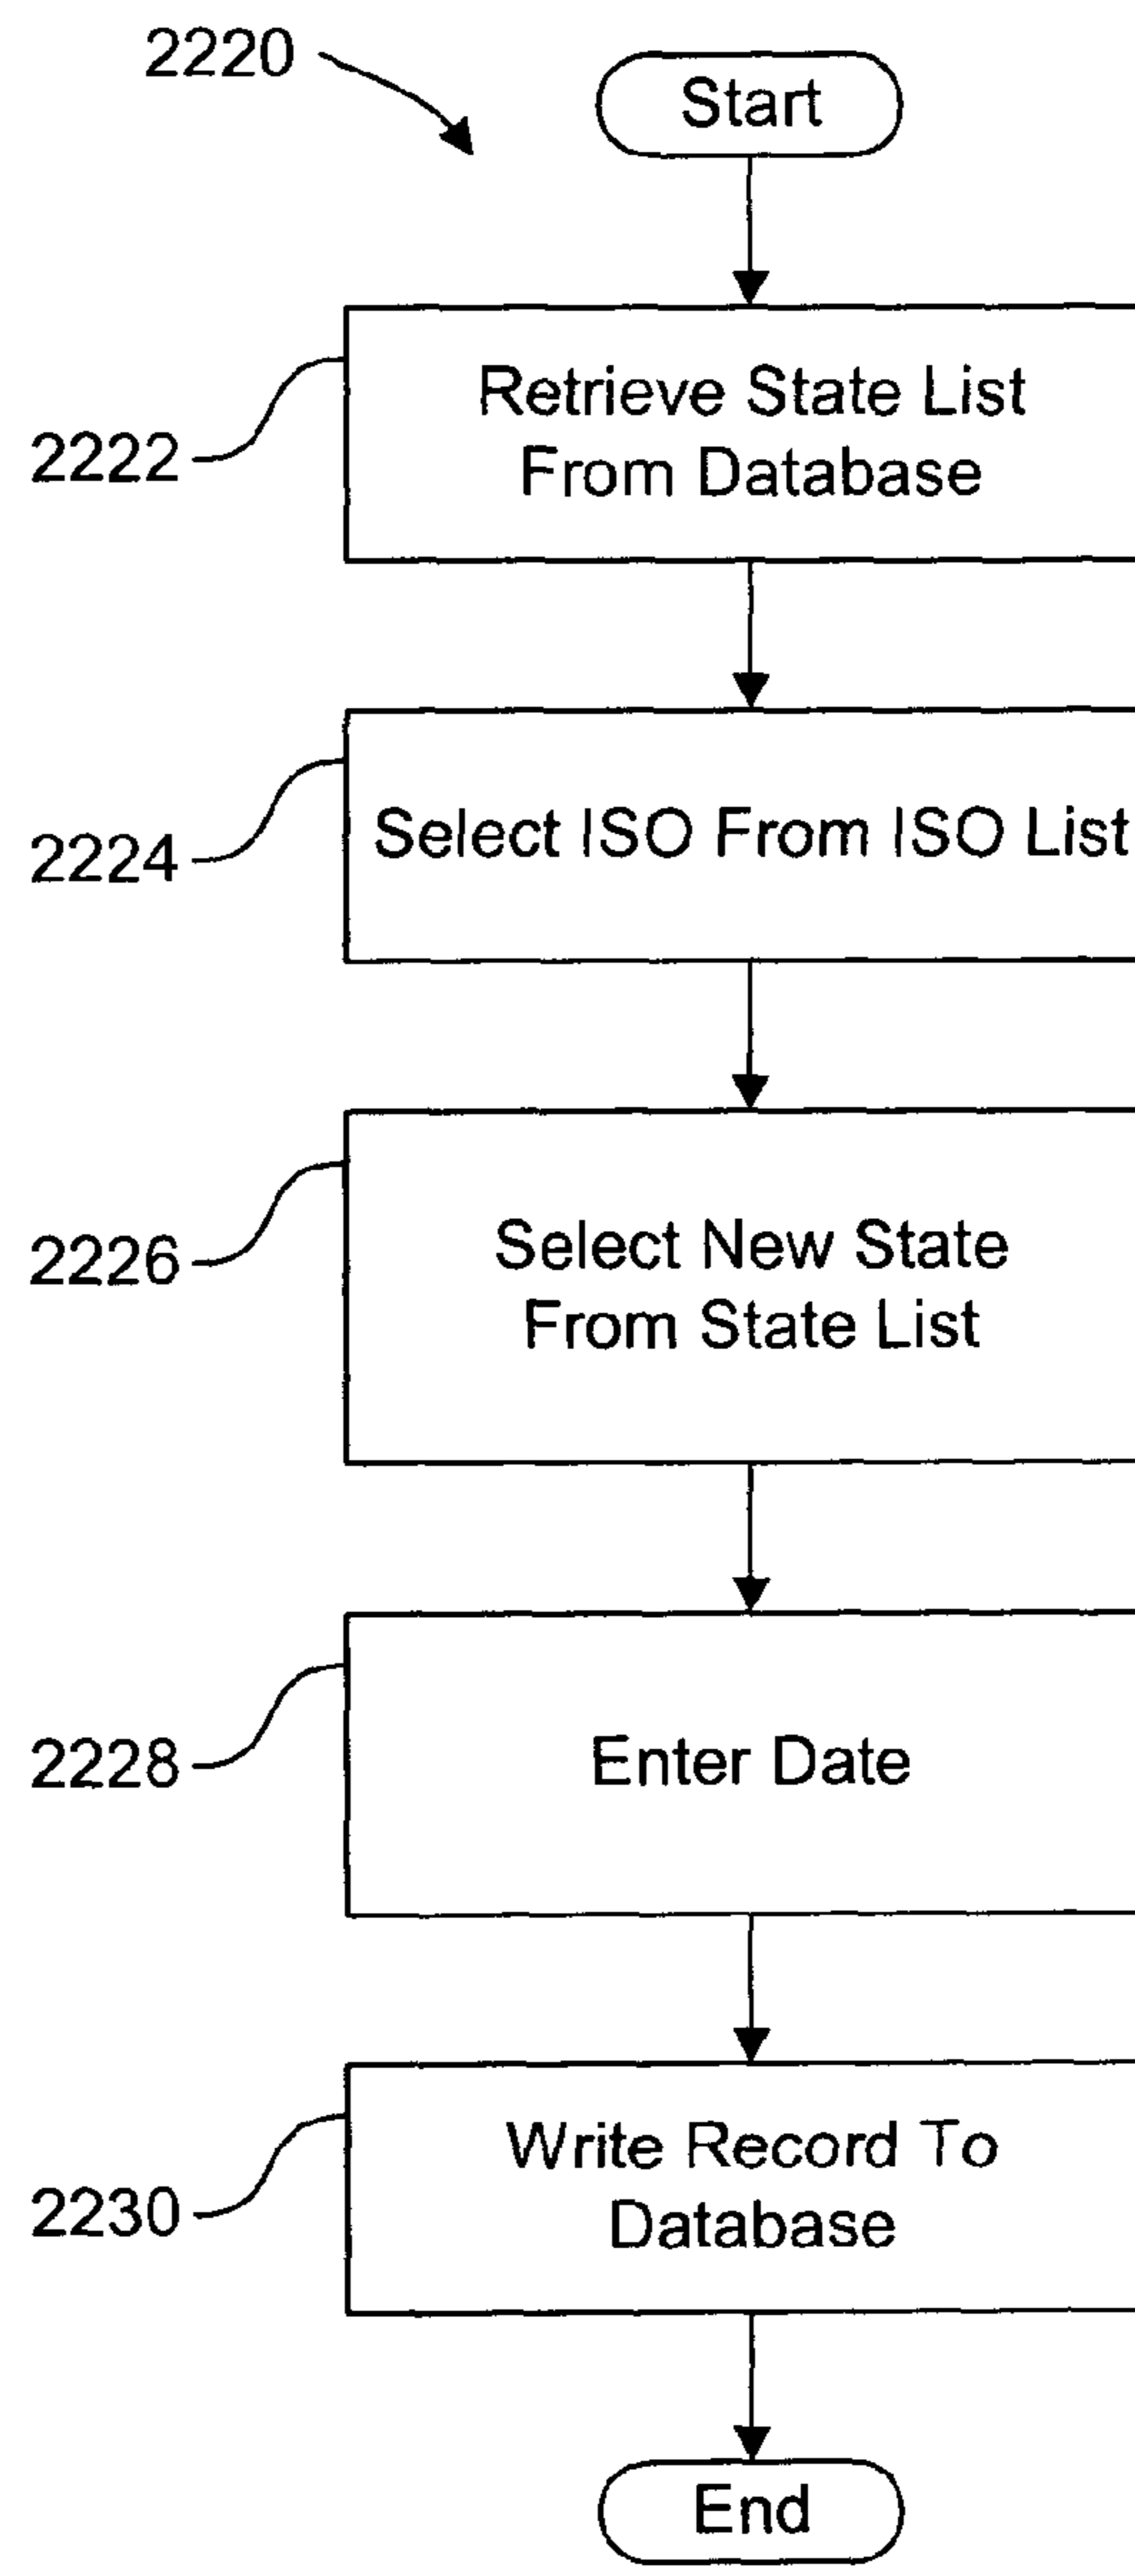 2220
Start
2222
Retrieve State List
From Database
2224
Select ISO From ISO List
2226
Select New State
From State List
2228
Enter Date
2230
Write Record To
Database
End